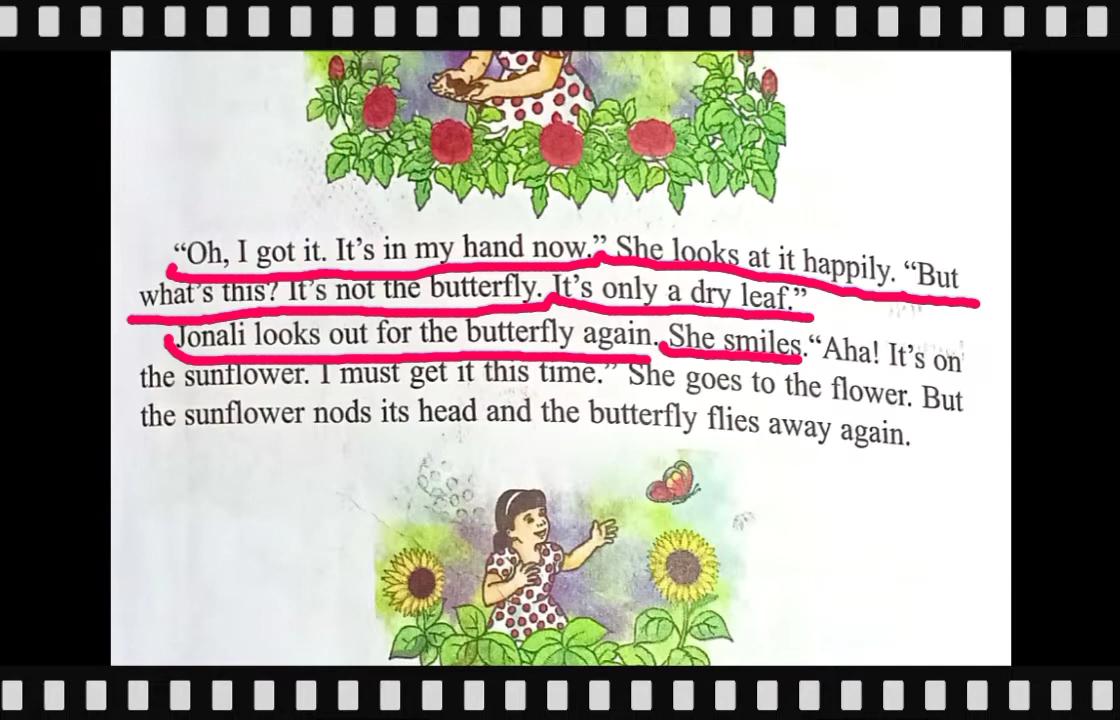 “Oh, I got it. It’s in my hand now.” She looks at it happily. “But
what’s this? It’s not the butterfly. It’s only a dry leaf.”
Jonali looks out for the butterfly again. She smiles.“Aha! It’s on
the sunflower. I must get it this time.” She goes to the flower. But
the sunflower nods its head and the butterfly flies away again.